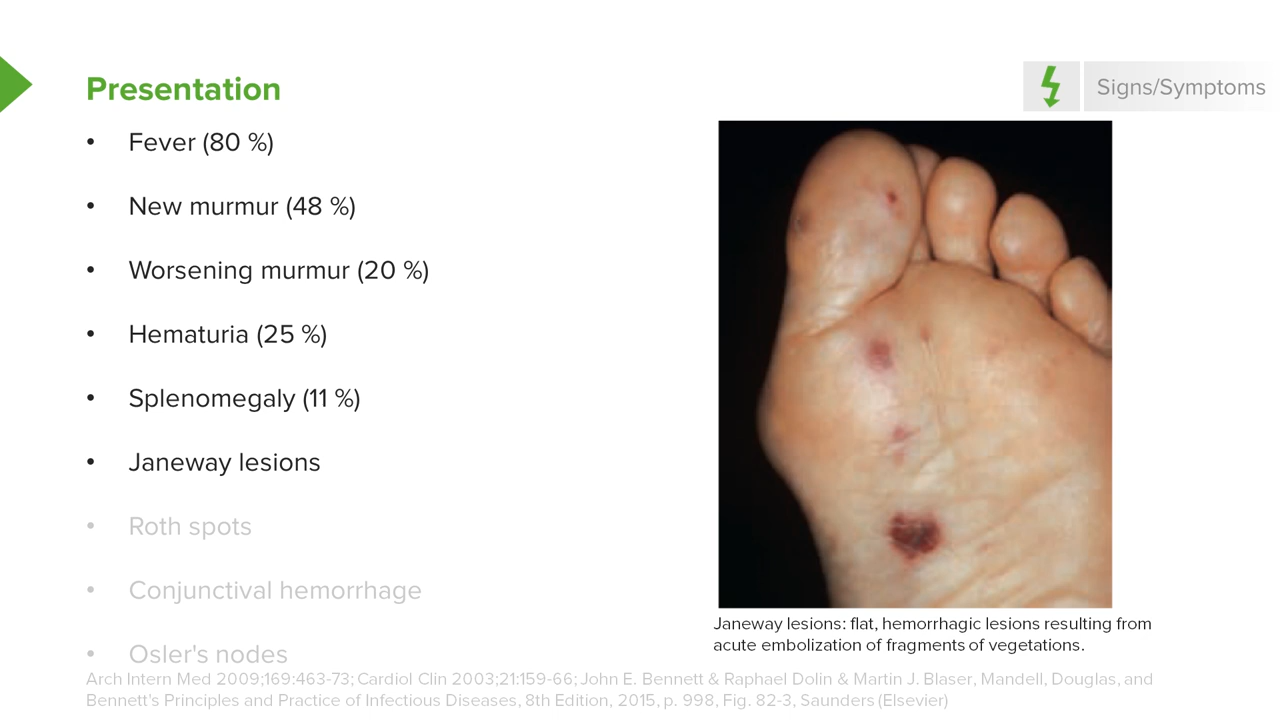 Presentation
Signs/Symptoms
• Fever (80 %)
• New murmur (48 %)
• Worsening murmur (20 %)
• Hematuria (25 %)
• Splenomegaly (11 %)
• Janeway lesions
• Roth spots
• Conjunctival hemorrhage
• Osler's nodes
Janeway lesions: flat, hemorrhagic lesions resulting from
acute embolization of fragments of vegetations.
Arch Intern Med 2009;169:463-73; Cardiol Clin 2003;21:159-66; John E. Bennett & Raphael Dolin & Martin J. Blaser, Mandell, Douglas, and
Bennett's Principles and Practice of Infectious Diseases, 8th Edition, 2015, p. 998, Fig. 82-3, Saunders (Elsevier)